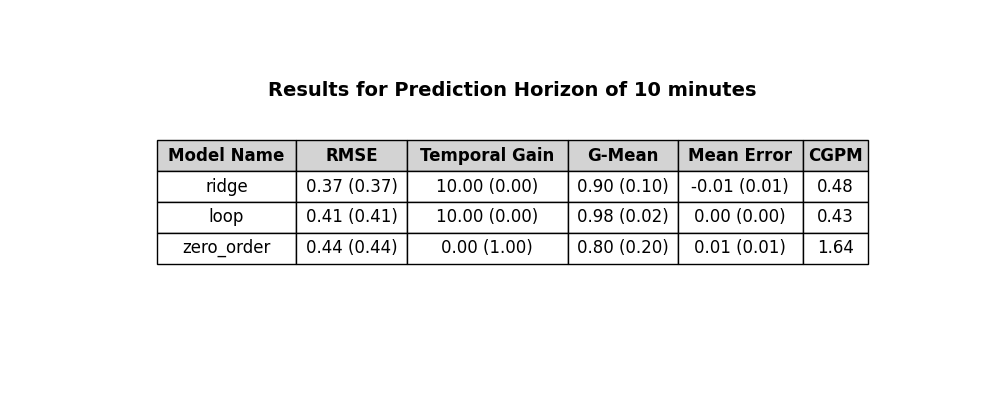 Results for Prediction Horizon of 10 minutes
Model Name RMSE Temporal Gain G-Mean Mean Error CGPM
ridge 0.37 (0.37) 10.00 (0.00) 0.90 (0.10) -0.01 (0.01) 0.48
loop 0.41 (0.41) 10.00 (0.00) 0.98 (0.02) 0.00 (0.00) 0.43
zero_order 0.44 (0.44) 0.00 (1.00) 0.80 (0.20) 0.01 (0.01) 1.64